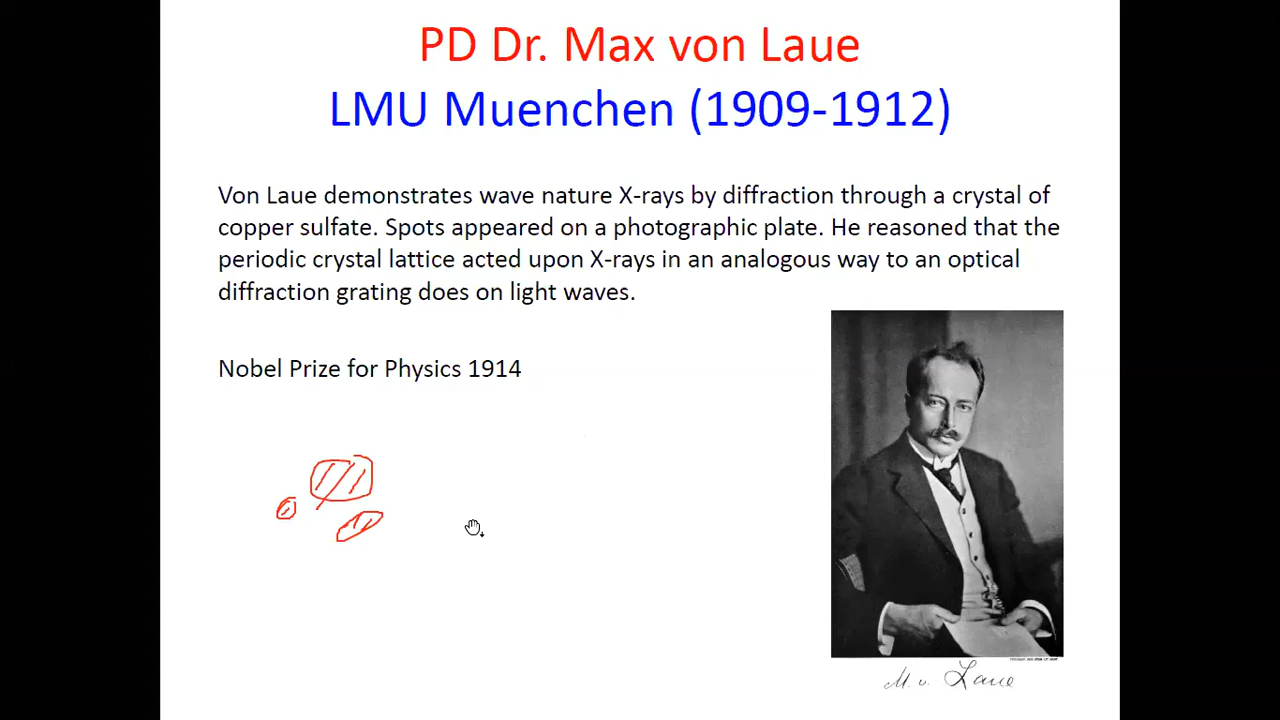 PD Dr. Max von Laue
LMU Muenchen (1909-1912)
Von Laue demonstrates wave nature X-rays by diffraction through a crystal of
copper sulfate. Spots appeared on a photographic plate. He reasoned that the
periodic crystal lattice acted upon X-rays in an analogous way to an optical
diffraction grating does on light waves.
Nobel Prize for Physics 1914
M. v. Laue